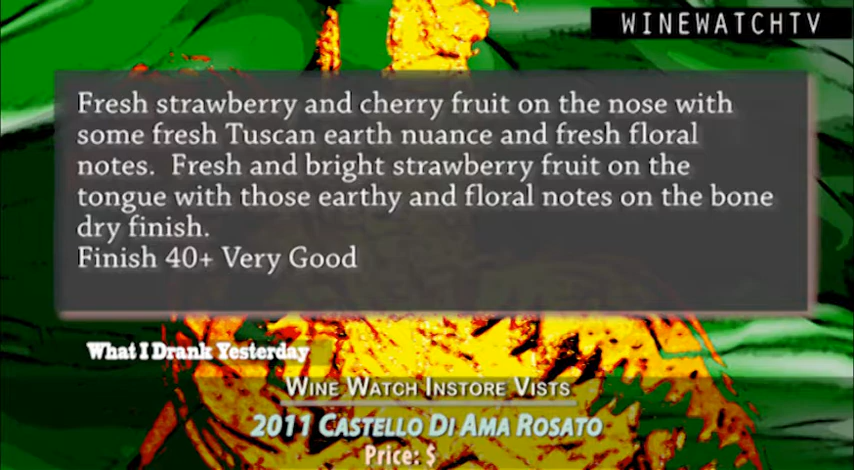 WINEWATCHTV
Fresh strawberry and cherry fruit on the nose with
some fresh Tuscan earth nuance and fresh floral
notes.  Fresh and bright strawberry fruit on the
tongue with those earthy and floral notes on the bone
dry finish.
Finish 40+ Very Good
What I Drank Yesterday
WINE WATCH INSTORE VISTS
2011 CASTELLO DI AMA ROSATO
Price: $